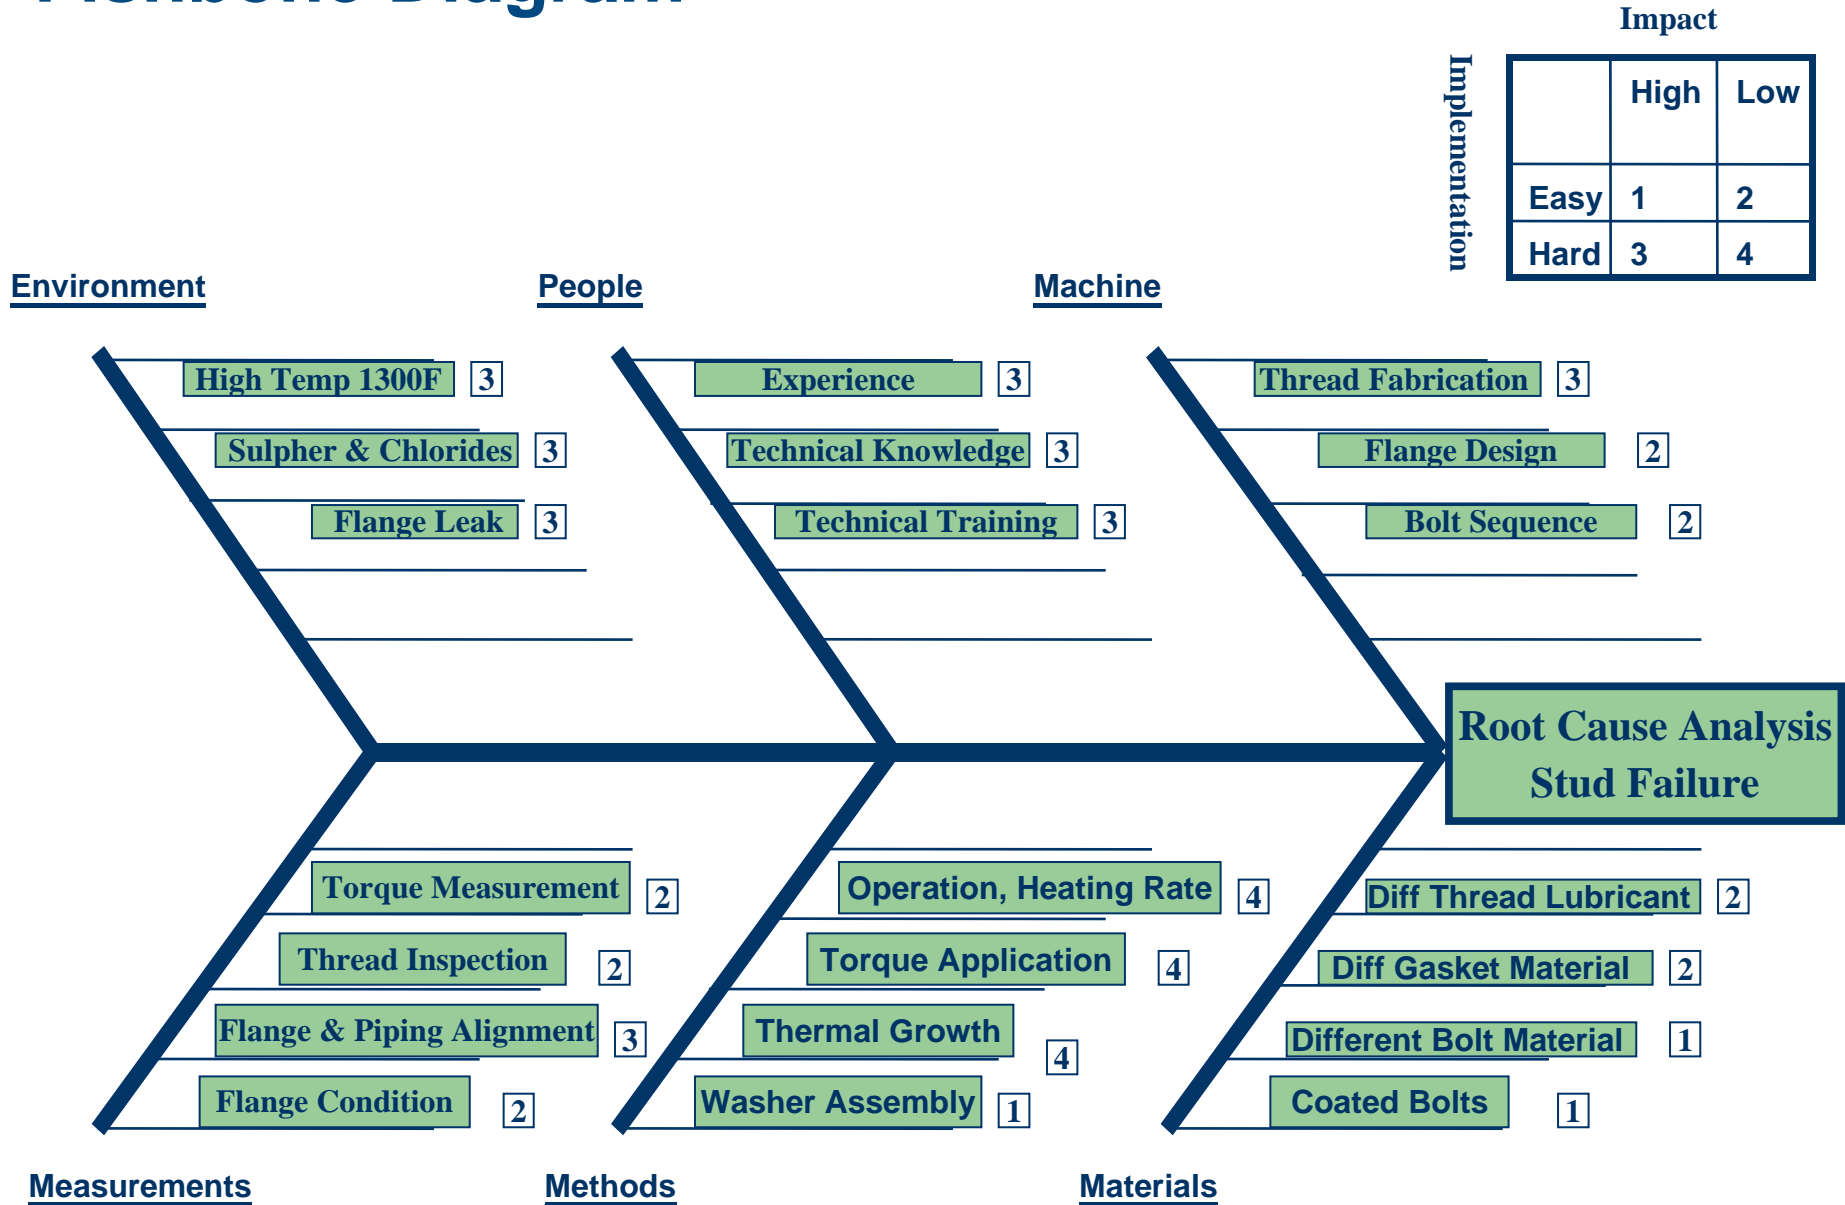 Fishbone Diagram
Impact
Implementation
High Low
Easy 1 2
Hard 3 4
Environment
People
Machine
High Temp 1300F 3
Sulpher & Chlorides 3
Flange Leak 3
Experience 3
Technical Knowledge 3
Technical Training 3
Thread Fabrication 3
Flange Design 2
Bolt Sequence 2
Root Cause Analysis
Stud Failure
Torque Measurement 2
Thread Inspection 2
Flange & Piping Alignment 3
Flange Condition 2
Operation, Heating Rate 4
Torque Application 4
Thermal Growth 4
Washer Assembly 1
Diff Thread Lubricant 2
Diff Gasket Material 2
Different Bolt Material 1
Coated Bolts 1
Measurements
Methods
Materials